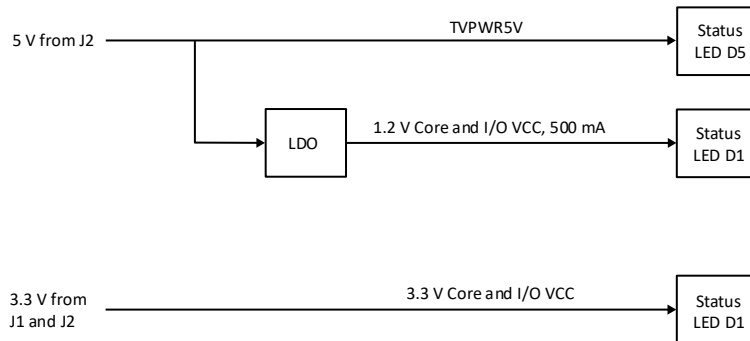 TVPWR5V
5 V from J2
Status
LED D5
1.2 V Core and I/O VCC, 500 mA
LDO
Status
LED D1
3.3 V from
J1 and J2
3.3 V Core and I/O VCC
Status
LED D1